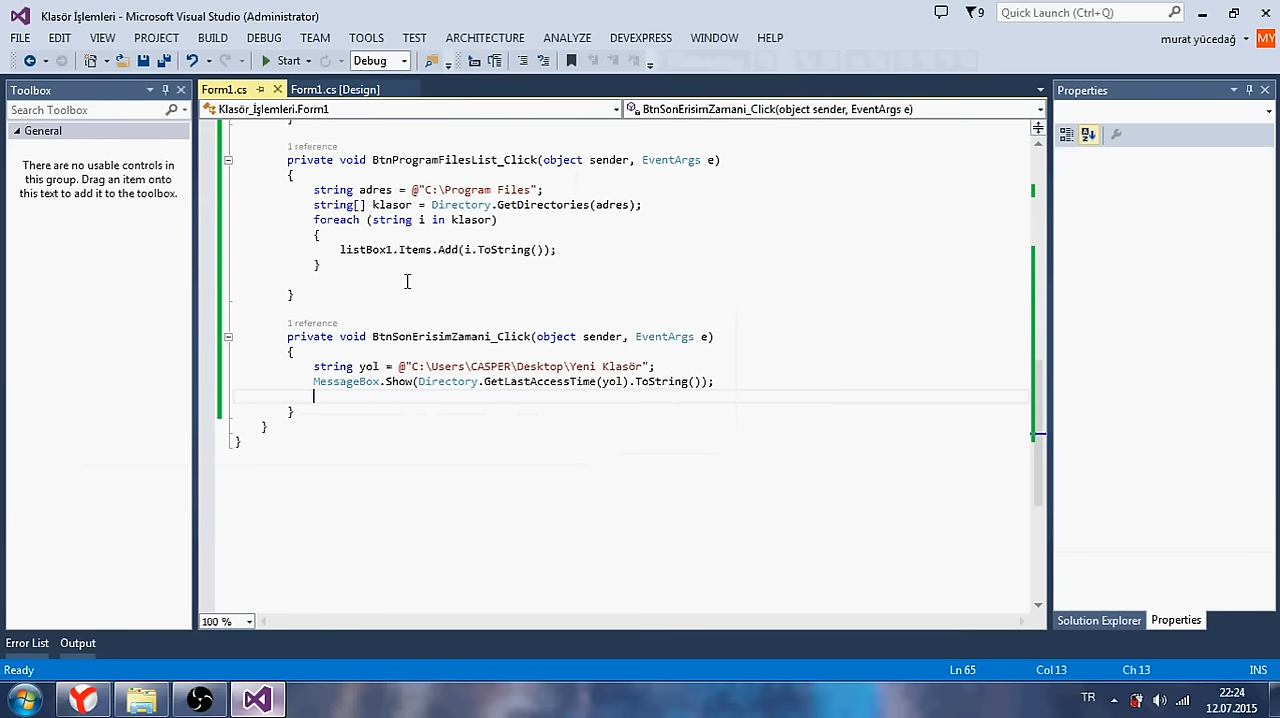 Klasör İşlemleri - Microsoft Visual Studio (Administrator)
9
Quick Launch (Ctrl+Q)
FILE EDIT VIEW PROJECT BUILD DEBUG TEAM TOOLS TEST ARCHITECTURE ANALYZE DEVEXPRESS WINDOW HELP
murat yücedağ
MY
Start
Debug
Toolbox
Search Toolbox
General
There are no usable controls in
this group. Drag an item onto
this text to add it to the toolbox.
Form1.cs
Form1.cs [Design]
Klasör_İşlemleri.Form1
BtnSonErisimZamani_Click(object sender, EventArgs e)
}
1 reference
private void BtnProgramFilesList_Click(object sender, EventArgs e)
{
string adres = @"C:\Program Files";
string[] klasor = Directory.GetDirectories(adres);
foreach (string i in klasor)
{
listBox1.Items.Add(i.ToString());
}
}
1 reference
private void BtnSonErisimZamani_Click(object sender, EventArgs e)
{
string yol = @"C:\Users\CASPER\Desktop\Yeni Klasör";
MessageBox.Show(Directory.GetLastAccessTime(yol).ToString());
}
}
}
100 %
Properties
Solution Explorer
Properties
Error List
Output
Ready
Ln 65
Col 13
Ch 13
INS
TR
22:24
12.07.2015